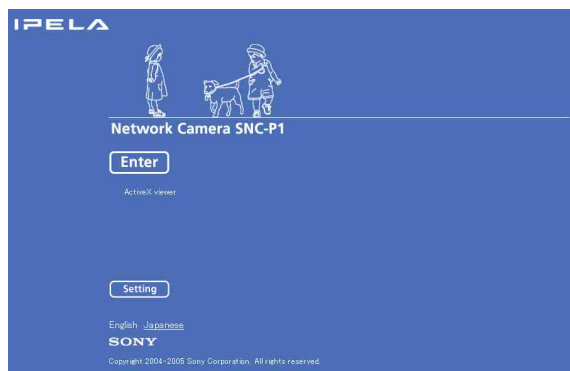 IPELA
Network Camera SNC-P1
Enter
ActiveX viewer
Setting
English Japanese
SONY
Copyright 2004-2005 Sony Corporation. All rights reserved.